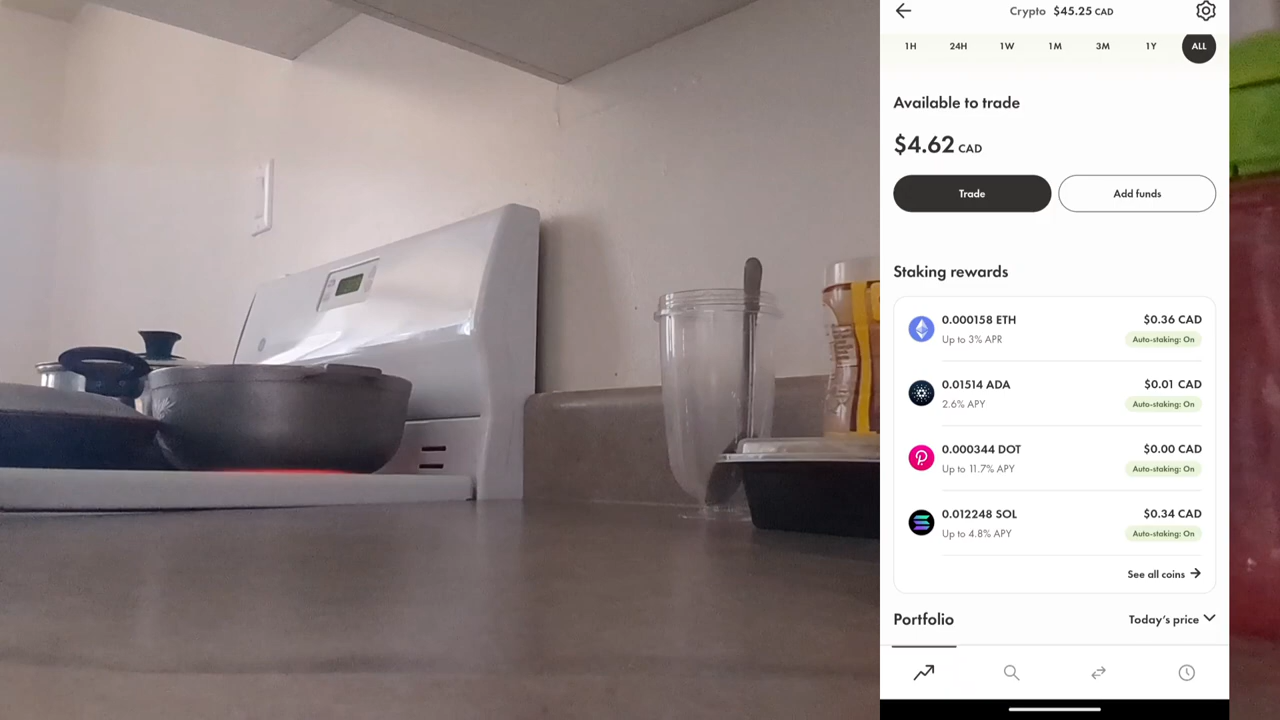 Crypto $45.25 CAD
1H 24H 1W 1M 3M 1Y ALL
Available to trade
$4.62 CAD
Trade Add funds
Staking rewards
0.000158 ETH $0.36 CAD
Up to 3% APR Auto-staking: On
0.01514 ADA $0.01 CAD
2.6% APY Auto-staking: On
0.000344 DOT $0.00 CAD
Up to 11.7% APY Auto-staking: On
0.012248 SOL $0.34 CAD
Up to 4.8% APY Auto-staking: On
See all coins
Portfolio Today's price